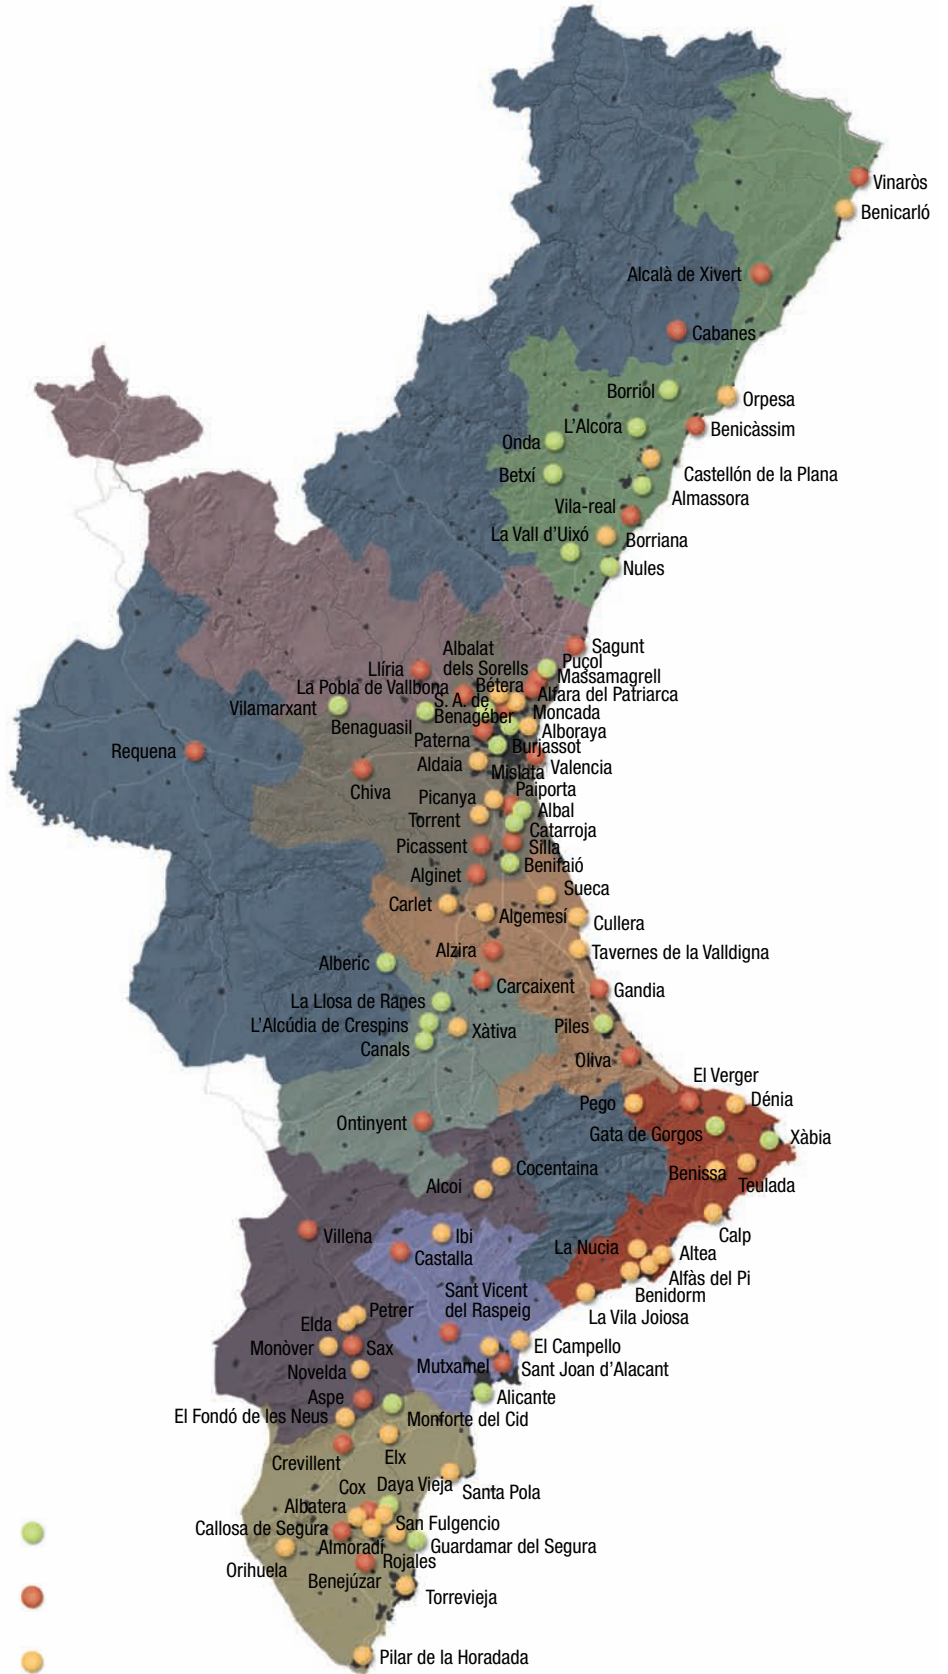 Vinaròs
Benicarló
Alcalà de Xivert
Cabanes
Borriol
Orpesa
L'Alcora
Benicàssim
Onda
Betxí
Castellón de la Plana
Almassora
Vila-real
La Vall d'Uixó
Borriana
Nules
Sagunt
Albalat
dels Sorells
Puçol
Llíria
Massamagrell
La Pobla de Vallbona
Bétera
Alfara del Patriarca
Vilamarxant
S. A. de
Benagéber
Moncada
Benaguasil
Alboraya
Paterna
Burjassot
Requena
Aldaia
Mislata
Valencia
Chiva
Paiporta
Picanya
Albal
Torrent
Catarroja
Picassent
Silla
Benifaió
Alginet
Sueca
Carlet
Algemesí
Cullera
Alzira
Tavernes de la Valldigna
Alberic
Carcaixent
Gandia
La Llosa de Ranes
L'Alcúdia de Crespins
Xàtiva
Piles
Canals
Oliva
El Verger
Pego
Dénia
Ontinyent
Gata de Gorgos
Xàbia
Cocentaina
Benissa
Teulada
Alcoi
Villena
Ibi
Calp
Castalla
La Nucia
Altea
Alfàs del Pi
Sant Vicent
del Raspeig
Benidorm
La Vila Joiosa
Petrer
Elda
Monòver
Sax
El Campello
Novelda
Mutxamel
Sant Joan d'Alacant
Aspe
Alicante
El Fondó de les Neus
Monforte del Cid
Crevillent
Elx
Cox
Daya Vieja
Santa Pola
Albatera
Callosa de Segura
San Fulgencio
Almoradí
Guardamar del Segura
Orihuela
Rojales
Benejúzar
Torrevieja
Pilar de la Horadada